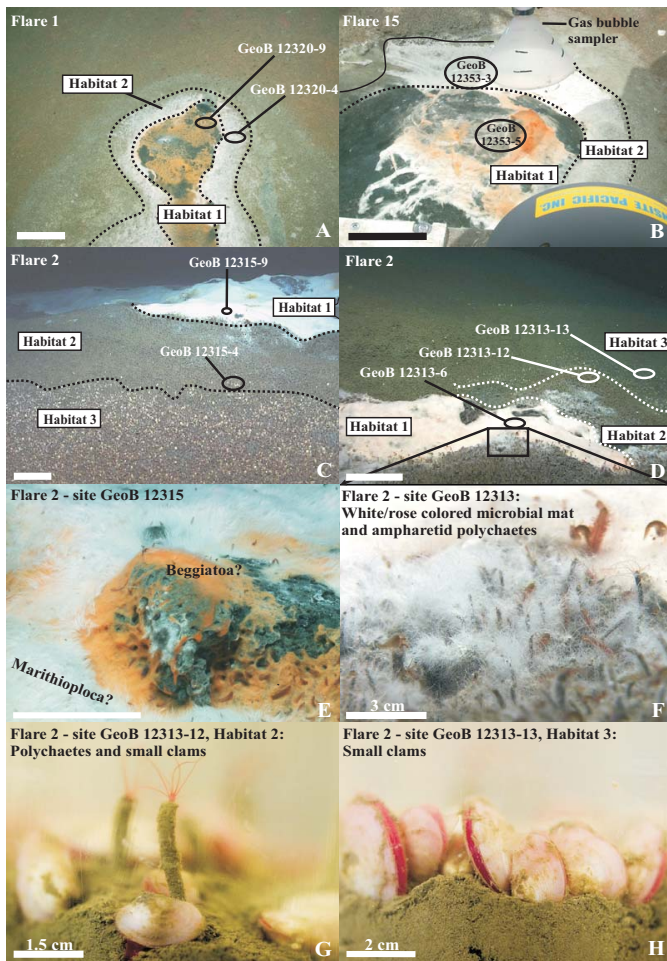 Flare 1
GeoB 12320-9
Habitat 2
GeoB 12320-4
Habitat 1
A
Flare 15
Gas bubble
sampler
GeoB
12353-3
GeoB
12353-5
Habitat 2
Habitat 1
PACIFIC INC.
B
Flare 2
GeoB 12315-9
Habitat 1
Habitat 2
GeoB 12315-4
Habitat 3
C
Flare 2
GeoB 12313-13
Habitat 3
GeoB 12313-12
GeoB 12313-6
Habitat 1
Habitat 2
D
Flare 2 - site GeoB 12315
Beggiatoa?
Marithioploca?
E
Flare 2 - site GeoB 12313:
White/rose colored microbial mat
and ampharetid polychaetes
3 cm
F
Flare 2 - site GeoB 12313-12, Habitat 2:
Polychaetes and small clams
1.5 cm
G
Flare 2 - site GeoB 12313-13, Habitat 3:
Small clams
2 cm
H